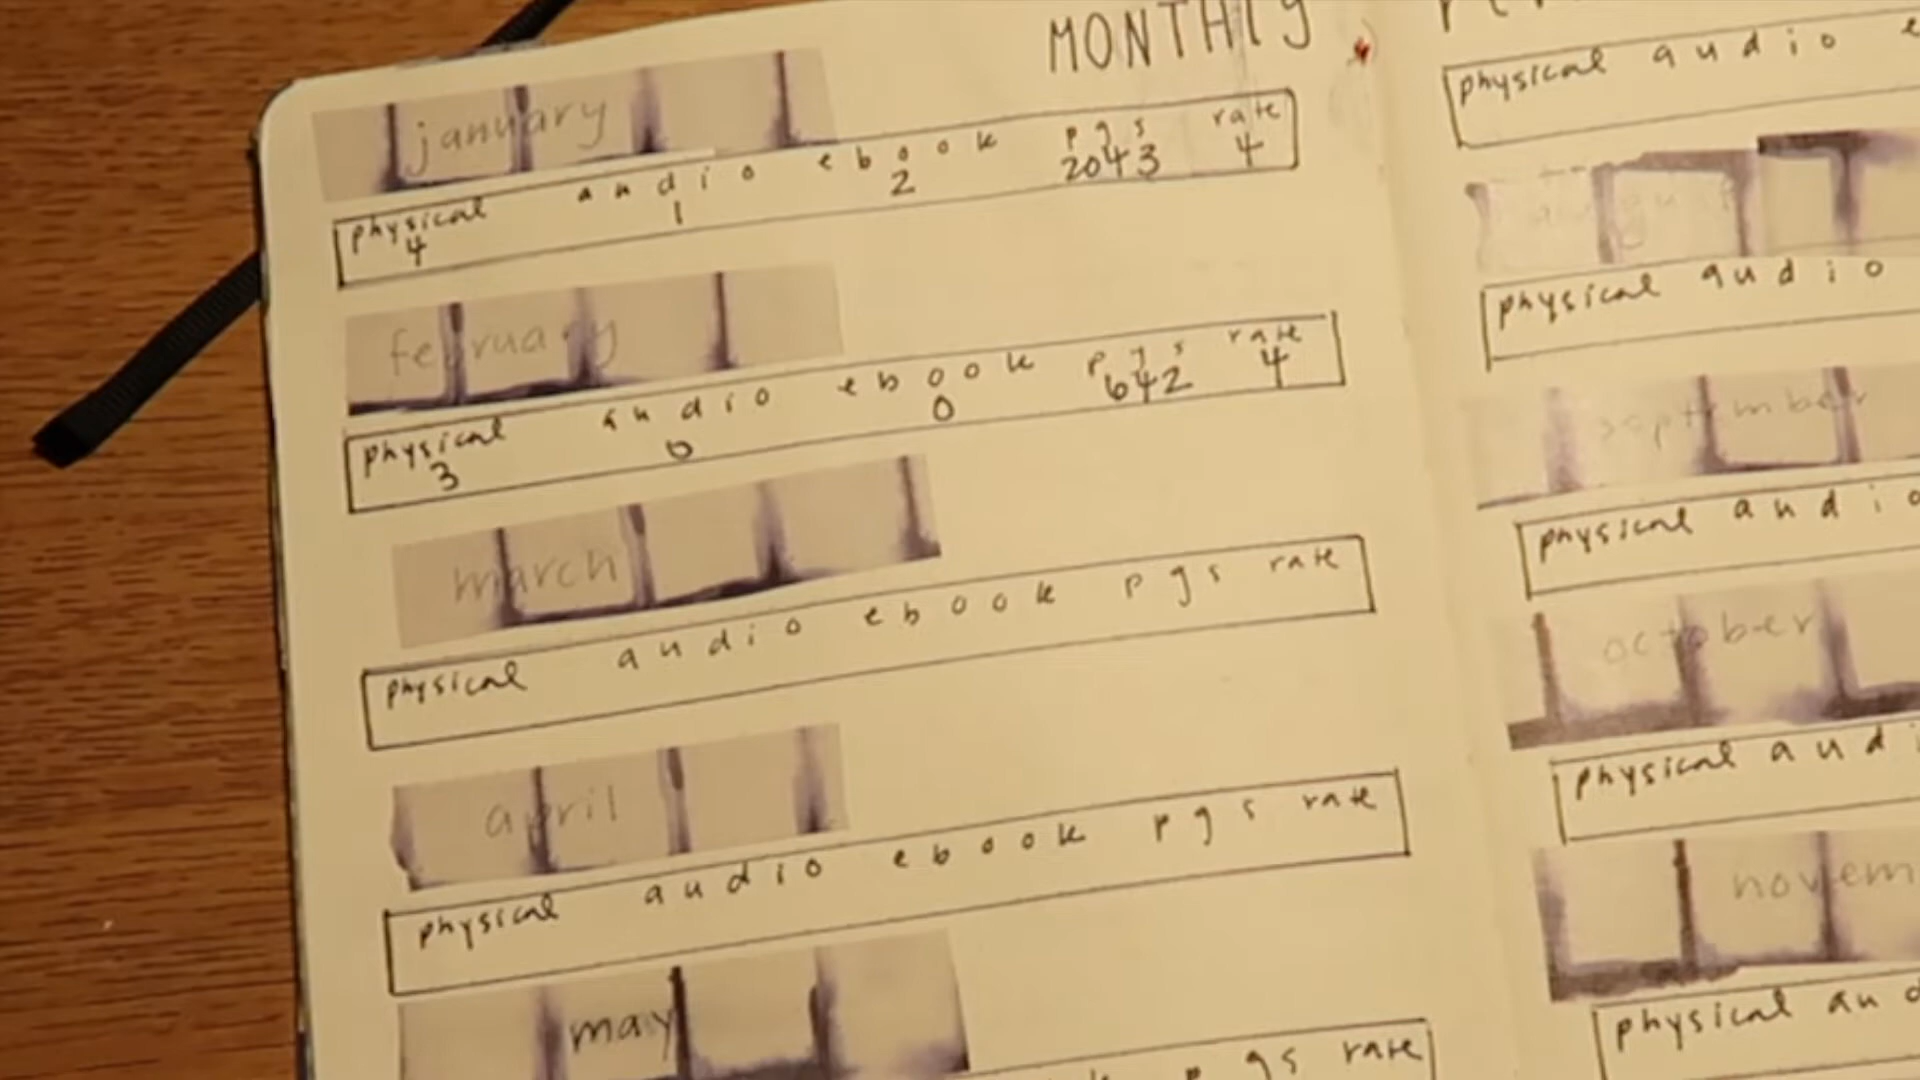 MONTHLY
january
physical audio ebook pgs rate
4 1 2 2043 4
february
physical audio ebook pgs rate
3 0 0 642 4
march
physical audio ebook pgs rate
april
physical audio ebook pgs rate
may
pgs rate
physical audio
august
physical audio
september
physical audio
october
physical audi
novem
physical au